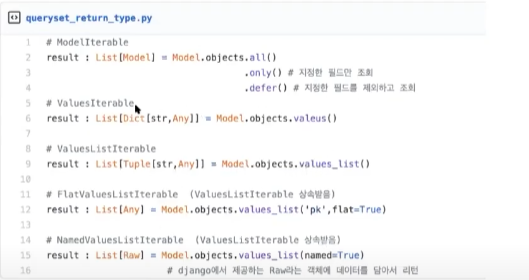 queryset_return_type.py
1 # ModelIterable
2 result : List[Model] = Model.objects.all()
3 .only() # 지정한 필드만 조회
4 .defer() # 지정한 필드를 제외하고 조회
5 # ValuesIterable
6 result : List[Dict[str,Any]] = Model.objects.valeus()
7
8 # ValuesListIterable
9 result : List[Tuple[str,Any]] = Model.objects.values_list()
10
11 # FlatValuesListIterable (ValuesListIterable 상속받음)
12 result : List[Any] = Model.objects.values_list('pk',flat=True)
13
14 # NamedValuesListIterable (ValuesListIterable 상속받음)
15 result : List[Raw] = Model.objects.values_list(named=True)
16 # django에서 제공하는 Raw라는 객체에 데이터를 담아서 리턴